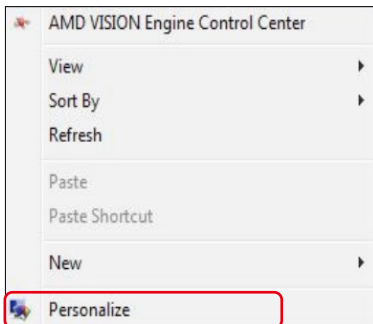 AMD VISION Engine Control Center
View
Sort By
Refresh
Paste
Paste Shortcut
New
Personalize